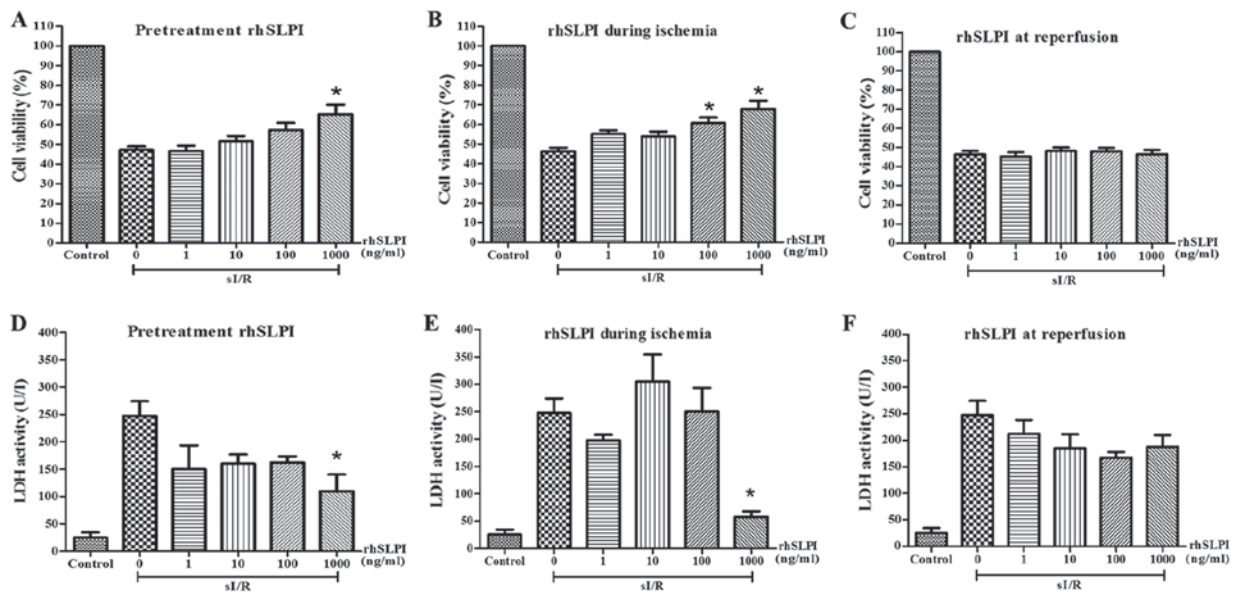 A
Pretreatment rhSLPI
Cell viability (%)
110
100
90
80
70
60
50
40
30
20
10
0
*
Control 0 1 10 100 1000
rhSLPI
(ng/ml)
sI/R
B
rhSLPI during ischemia
Cell viability (%)
110
100
90
80
70
60
50
40
30
20
10
0
* *
Control 0 1 10 100 1000
rhSLPI
(ng/ml)
sI/R
C
rhSLPI at reperfusion
Cell viability (%)
110
100
90
80
70
60
50
40
30
20
10
0
Control 0 1 10 100 1000
rhSLPI
(ng/ml)
sI/R
D
Pretreatment rhSLPI
LDH activity (U/l)
400
350
300
250
200
150
100
50
0
*
Control 0 1 10 100 1000
rhSLPI
(ng/ml)
sI/R
E
rhSLPI during ischemia
LDH activity (U/l)
400
350
300
250
200
150
100
50
0
*
Control 0 1 10 100 1000
rhSLPI
(ng/ml)
sI/R
F
rhSLPI at reperfusion
LDH activity (U/l)
400
350
300
250
200
150
100
50
0
Control 0 1 10 100 1000
rhSLPI
(ng/ml)
sI/R